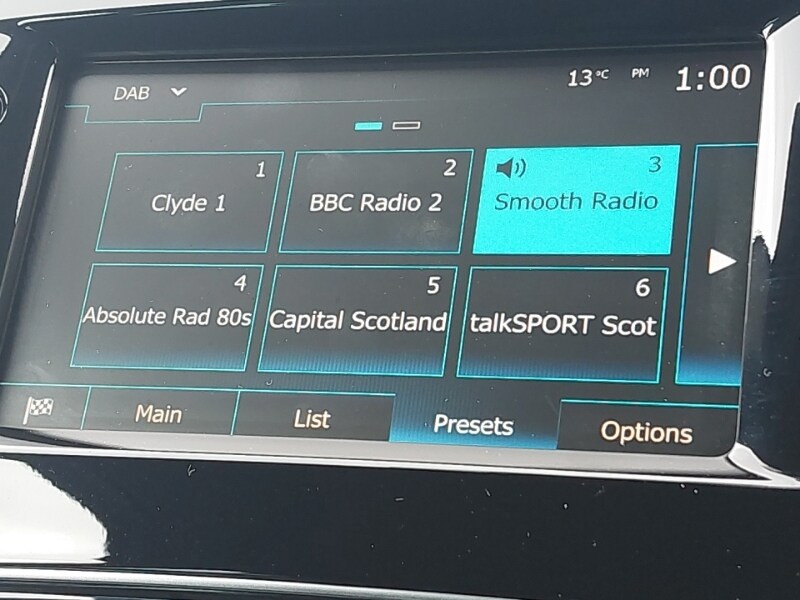 DAB
13°C PM 1:00
1
Clyde 1
2
BBC Radio 2
3
Smooth Radio
4
Absolute Rad 80s
5
Capital Scotland
6
talkSPORT Scot
Main
List
Presets
Options